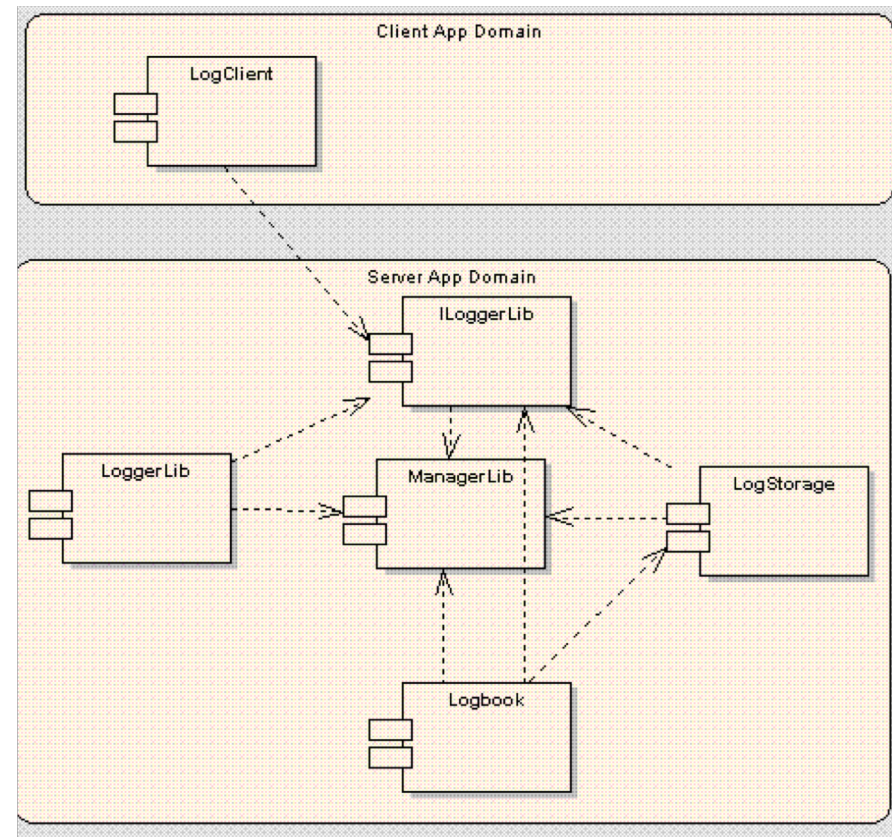 Client App Domain
LogClient
Server App Domain
ILoggerLib
LoggerLib
ManagerLib
LogStorage
Logbook